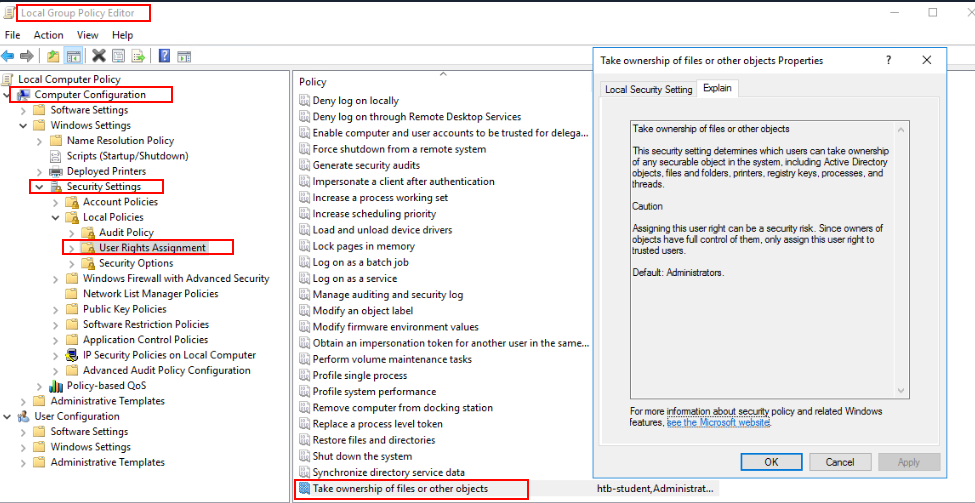 Local Group Policy Editor
File Action View Help
Local Computer Policy
Computer Configuration
Software Settings
Windows Settings
Name Resolution Policy
Scripts (Startup/Shutdown)
Deployed Printers
Security Settings
Account Policies
Local Policies
Audit Policy
User Rights Assignment
Security Options
Windows Firewall with Advanced Security
Network List Manager Policies
Public Key Policies
Software Restriction Policies
Application Control Policies
IP Security Policies on Local Computer
Advanced Audit Policy Configuration
Policy-based QoS
Administrative Templates
User Configuration
Software Settings
Windows Settings
Administrative Templates
Policy
Deny log on locally
Deny log on through Remote Desktop Services
Enable computer and user accounts to be trusted for delega...
Force shutdown from a remote system
Generate security audits
Impersonate a client after authentication
Increase a process working set
Increase scheduling priority
Load and unload device drivers
Lock pages in memory
Log on as a batch job
Log on as a service
Manage auditing and security log
Modify an object label
Modify firmware environment values
Obtain an impersonation token for another user in the same...
Perform volume maintenance tasks
Profile single process
Profile system performance
Remove computer from docking station
Replace a process level token
Restore files and directories
Shut down the system
Synchronize directory service data
Take ownership of files or other objects htb-student,Administrat...
Take ownership of files or other objects Properties ?
Local Security Setting Explain
Take ownership of files or other objects
This security setting determines which users can take ownership
of any securable object in the system, including Active Directory
objects, files and folders, printers, registry keys, processes, and
threads.
Caution
Assigning this user right can be a security risk. Since owners of
objects have full control of them, only assign this user right to
trusted users.
Default: Administrators.
For more information about security policy and related Windows
features, see the Microsoft website.
OK Cancel Apply